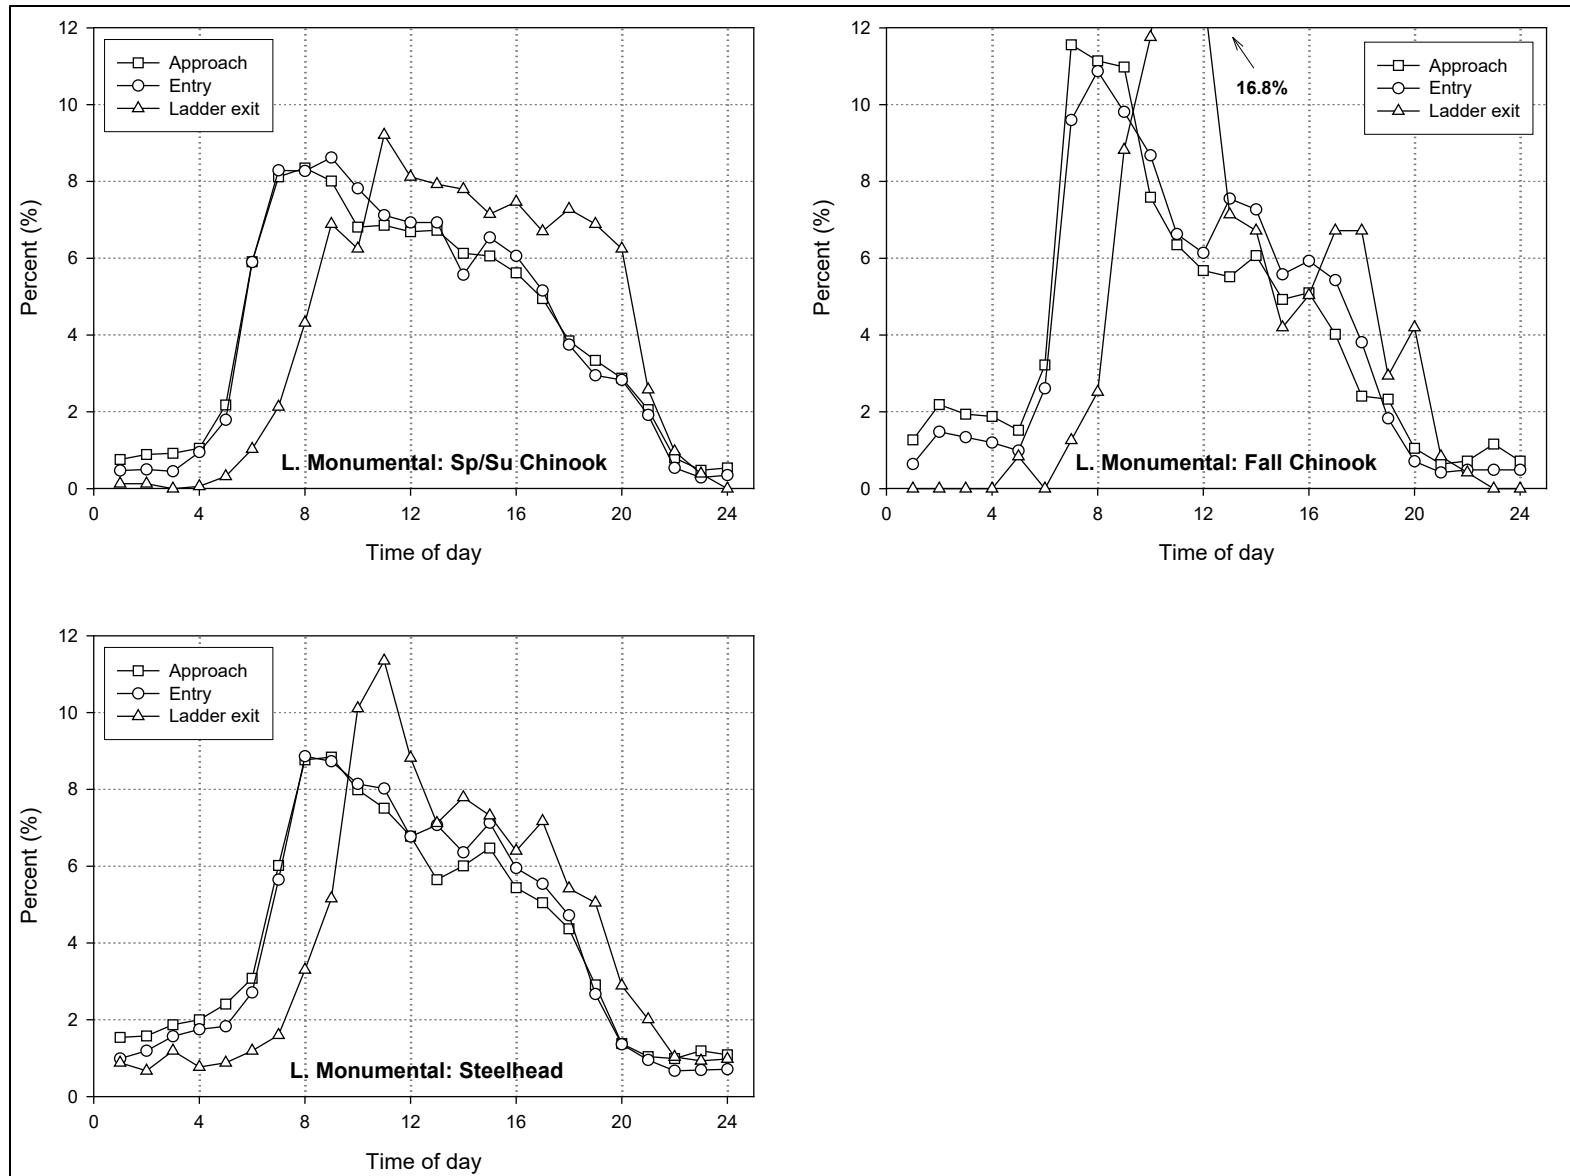 12
10
8
6
4
2
0
Percent (%)
Approach
Entry
Ladder exit
L. Monumental: Sp/Su Chinook
0 4 8 12 16 20 24
Time of day
12
10
8
6
4
2
0
Percent (%)
16.8%
Approach
Entry
Ladder exit
L. Monumental: Fall Chinook
0 4 8 12 16 20 24
Time of day
12
10
8
6
4
2
0
Percent (%)
Approach
Entry
Ladder exit
L. Monumental: Steelhead
0 4 8 12 16 20 24
Time of day